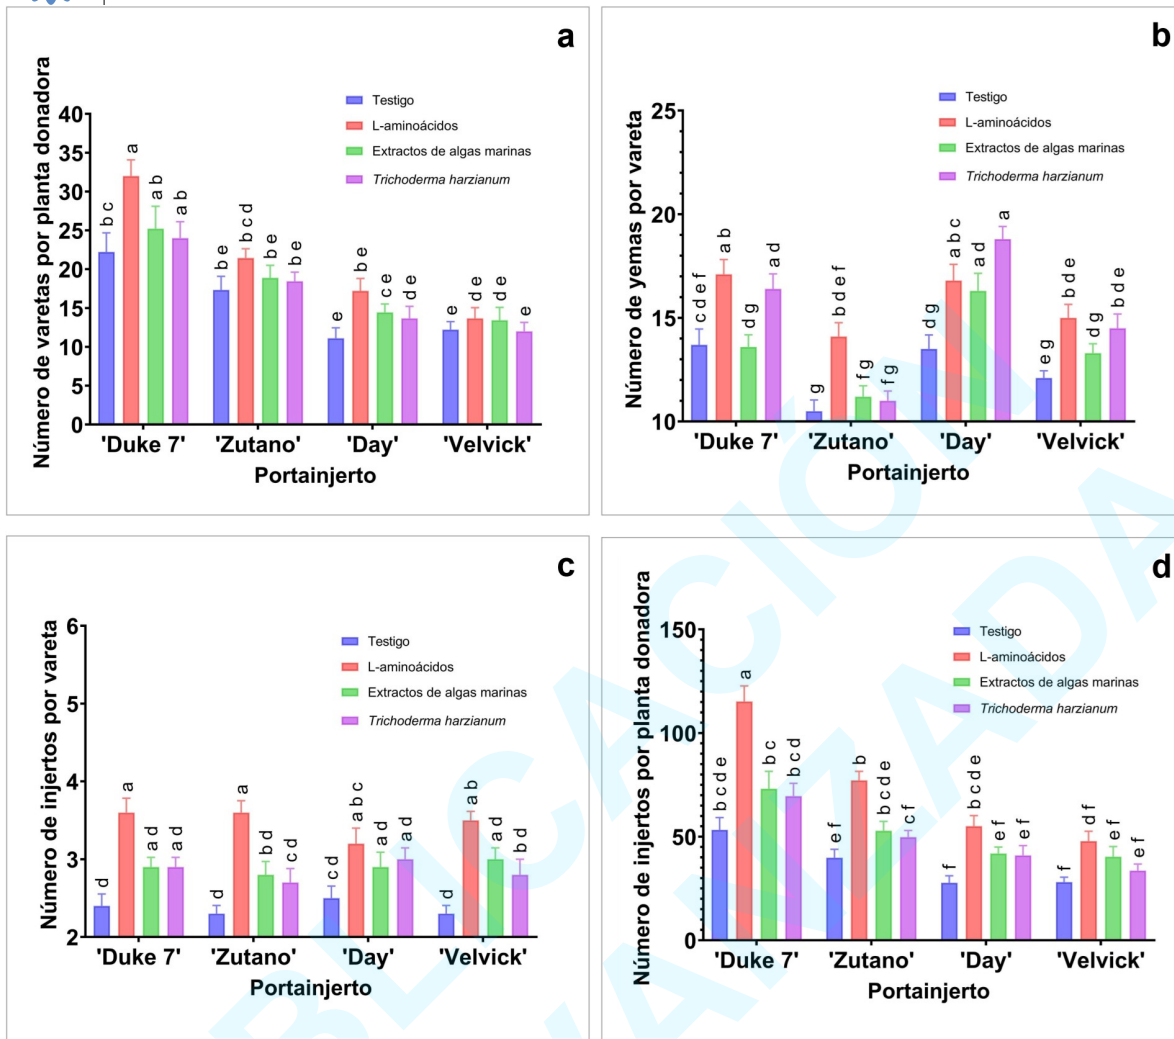 a
Número de varetas por planta donadora
Testigo
L-aminoácidos
Extractos de algas marinas
Trichoderma harzianum
40
35
30
25
20
15
10
5
0
b c
a
a b
a b
b e
b c d
b e
b e
e
b e
c e
d e
e
d e
d e
e
'Duke 7' 'Zutano' 'Day' 'Velvick'
Portainjerto
b
Número de yemas por vareta
Testigo
L-aminoácidos
Extractos de algas marinas
Trichoderma harzianum
25
20
15
10
c d e f
a b
d g
a d
g
b d e f
f g
f g
d g
a b c
a d
a
e g
b d e
d g
b d e
'Duke 7' 'Zutano' 'Day' 'Velvick'
Portainjerto
c
Número de injertos por vareta
Testigo
L-aminoácidos
Extractos de algas marinas
Trichoderma harzianum
6
5
4
3
2
d
a
a d
a d
d
a
b d
c d
c d
a b c
a d
a d
d
a b
a d
b d
'Duke 7' 'Zutano' 'Day' 'Velvick'
Portainjerto
d
Número de injertos por planta donadora
Testigo
L-aminoácidos
Extractos de algas marinas
Trichoderma harzianum
150
100
50
0
b c d e
a
b c
b c d
e f
b
b c d e
c f
f
b c d e
e f
e f
f
d f
e f
e f
'Duke 7' 'Zutano' 'Day' 'Velvick'
Portainjerto